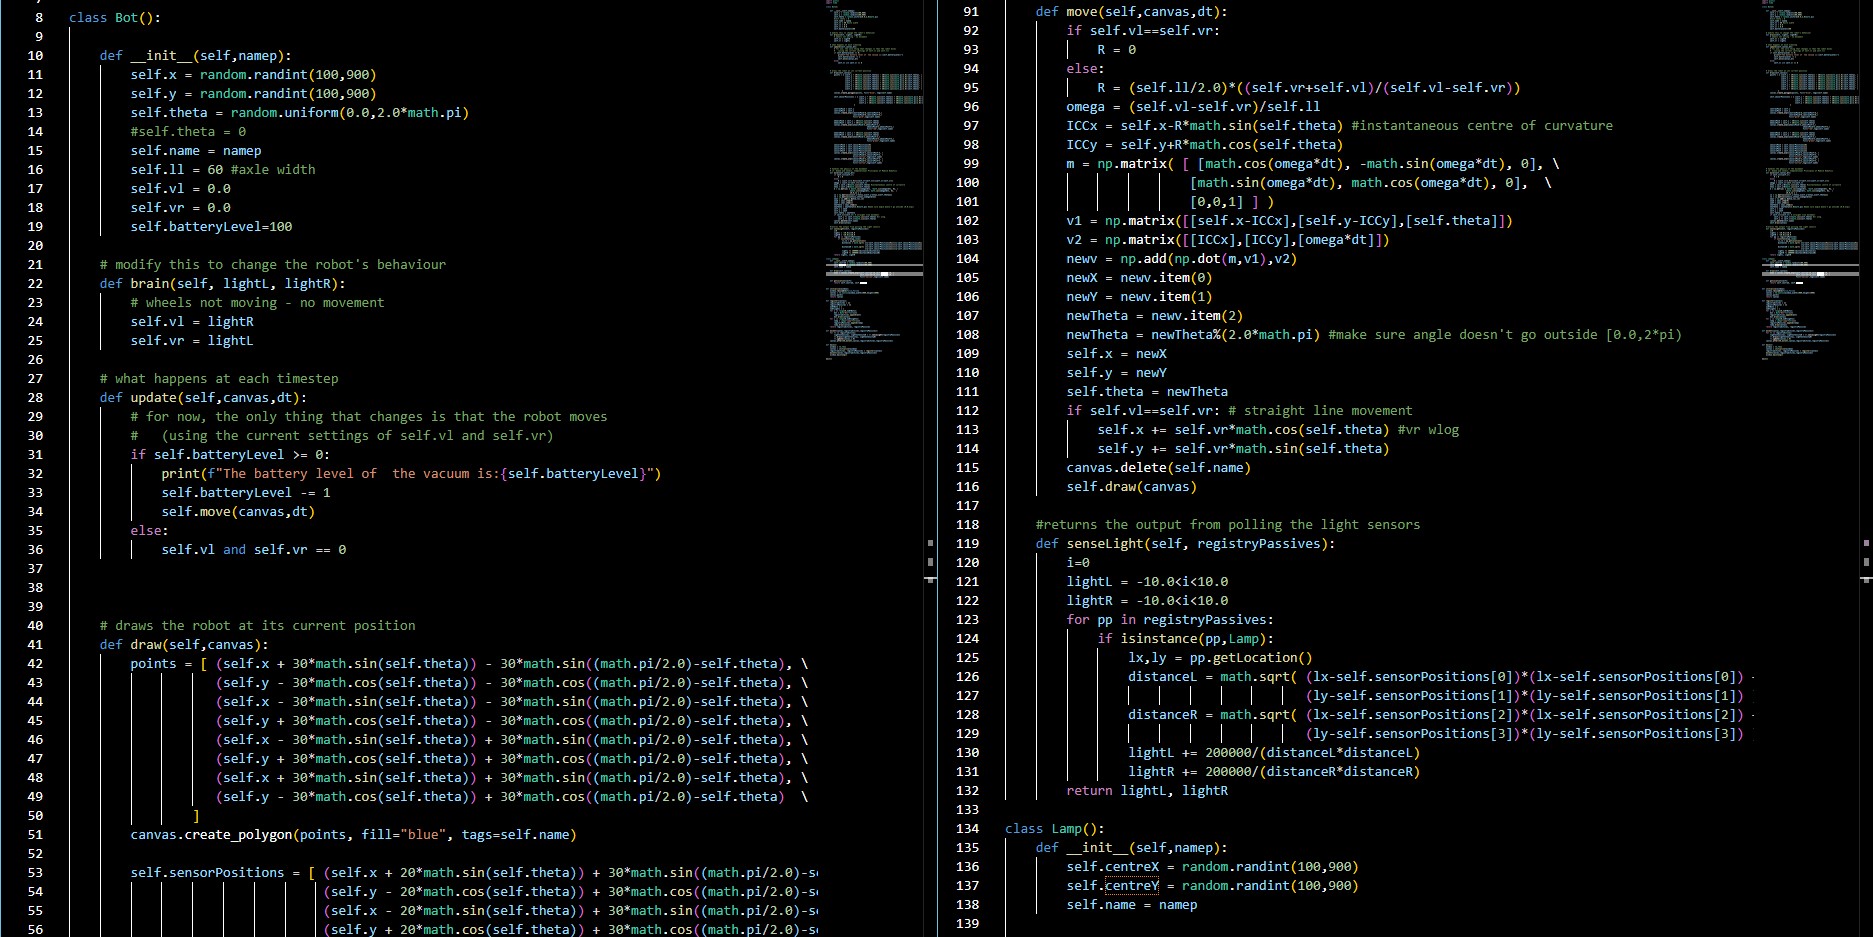 8 class Bot():
9
10 def __init__(self,namep):
11 self.x = random.randint(100,900)
12 self.y = random.randint(100,900)
13 self.theta = random.uniform(0.0,2.0*math.pi)
14 #self.theta = 0
15 self.name = namep
16 self.ll = 60 #axle width
17 self.vl = 0.0
18 self.vr = 0.0
19 self.batteryLevel=100
20
21 # modify this to change the robot's behaviour
22 def brain(self, lightL, lightR):
23 # wheels not moving - no movement
24 self.vl = lightR
25 self.vr = lightL
26
27 # what happens at each timestep
28 def update(self,canvas,dt):
29 # for now, the only thing that changes is that the robot moves
30 #   (using the current settings of self.vl and self.vr)
31 if self.batteryLevel >= 0:
32 print(f"The battery level of  the vacuum is:{self.batteryLevel}")
33 self.batteryLevel -= 1
34 self.move(canvas,dt)
35 else:
36 self.vl and self.vr == 0
37
38
39
40 # draws the robot at its current position
41 def draw(self,canvas):
42 points = [ (self.x + 30*math.sin(self.theta)) - 30*math.sin((math.pi/2.0)-self.theta), \
43 (self.y - 30*math.cos(self.theta)) - 30*math.cos((math.pi/2.0)-self.theta), \
44 (self.x - 30*math.sin(self.theta)) - 30*math.sin((math.pi/2.0)-self.theta), \
45 (self.y + 30*math.cos(self.theta)) - 30*math.cos((math.pi/2.0)-self.theta), \
46 (self.x - 30*math.sin(self.theta)) + 30*math.sin((math.pi/2.0)-self.theta), \
47 (self.y + 30*math.cos(self.theta)) + 30*math.cos((math.pi/2.0)-self.theta), \
48 (self.x + 30*math.sin(self.theta)) + 30*math.sin((math.pi/2.0)-self.theta), \
49 (self.y - 30*math.cos(self.theta)) + 30*math.cos((math.pi/2.0)-self.theta)  \
50 ]
51 canvas.create_polygon(points, fill="blue", tags=self.name)
52
53 self.sensorPositions = [ (self.x + 20*math.sin(self.theta)) + 30*math.sin((math.pi/2.0)-s
54 (self.y - 20*math.cos(self.theta)) + 30*math.cos((math.pi/2.0)-s
55 (self.x - 20*math.sin(self.theta)) + 30*math.sin((math.pi/2.0)-s
56 (self.y + 20*math.cos(self.theta)) + 30*math.cos((math.pi/2.0)-s
91 def move(self,canvas,dt):
92 if self.vl==self.vr:
93 R = 0
94 else:
95 R = (self.ll/2.0)*((self.vr+self.vl)/(self.vl-self.vr))
96 omega = (self.vl-self.vr)/self.ll
97 ICCx = self.x-R*math.sin(self.theta) #instantaneous centre of curvature
98 ICCy = self.y+R*math.cos(self.theta)
99 m = np.matrix( [ [math.cos(omega*dt), -math.sin(omega*dt), 0], \
100 [math.sin(omega*dt), math.cos(omega*dt), 0],  \
101 [0,0,1] ] )
102 v1 = np.matrix([[self.x-ICCx],[self.y-ICCy],[self.theta]])
103 v2 = np.matrix([[ICCx],[ICCy],[omega*dt]])
104 newv = np.add(np.dot(m,v1),v2)
105 newX = newv.item(0)
106 newY = newv.item(1)
107 newTheta = newv.item(2)
108 newTheta = newTheta%(2.0*math.pi) #make sure angle doesn't go outside [0.0,2*pi)
109 self.x = newX
110 self.y = newY
111 self.theta = newTheta
112 if self.vl==self.vr: # straight line movement
113 self.x += self.vr*math.cos(self.theta) #vr wlog
114 self.y += self.vr*math.sin(self.theta)
115 canvas.delete(self.name)
116 self.draw(canvas)
117
118 #returns the output from polling the light sensors
119 def senseLight(self, registryPassives):
120 i=0
121 lightL = -10.0<i<10.0
122 lightR = -10.0<i<10.0
123 for pp in registryPassives:
124 if isinstance(pp,Lamp):
125 lx,ly = pp.getLocation()
126 distanceL = math.sqrt( (lx-self.sensorPositions[0])*(lx-self.sensorPositions[0])
127 (ly-self.sensorPositions[1])*(ly-self.sensorPositions[1])
128 distanceR = math.sqrt( (lx-self.sensorPositions[2])*(lx-self.sensorPositions[2])
129 (ly-self.sensorPositions[3])*(ly-self.sensorPositions[3])
130 lightL += 200000/(distanceL*distanceL)
131 lightR += 200000/(distanceR*distanceR)
132 return lightL, lightR
133
134 class Lamp():
135 def __init__(self,namep):
136 self.centreX = random.randint(100,900)
137 self.centreY = random.randint(100,900)
138 self.name = namep
139